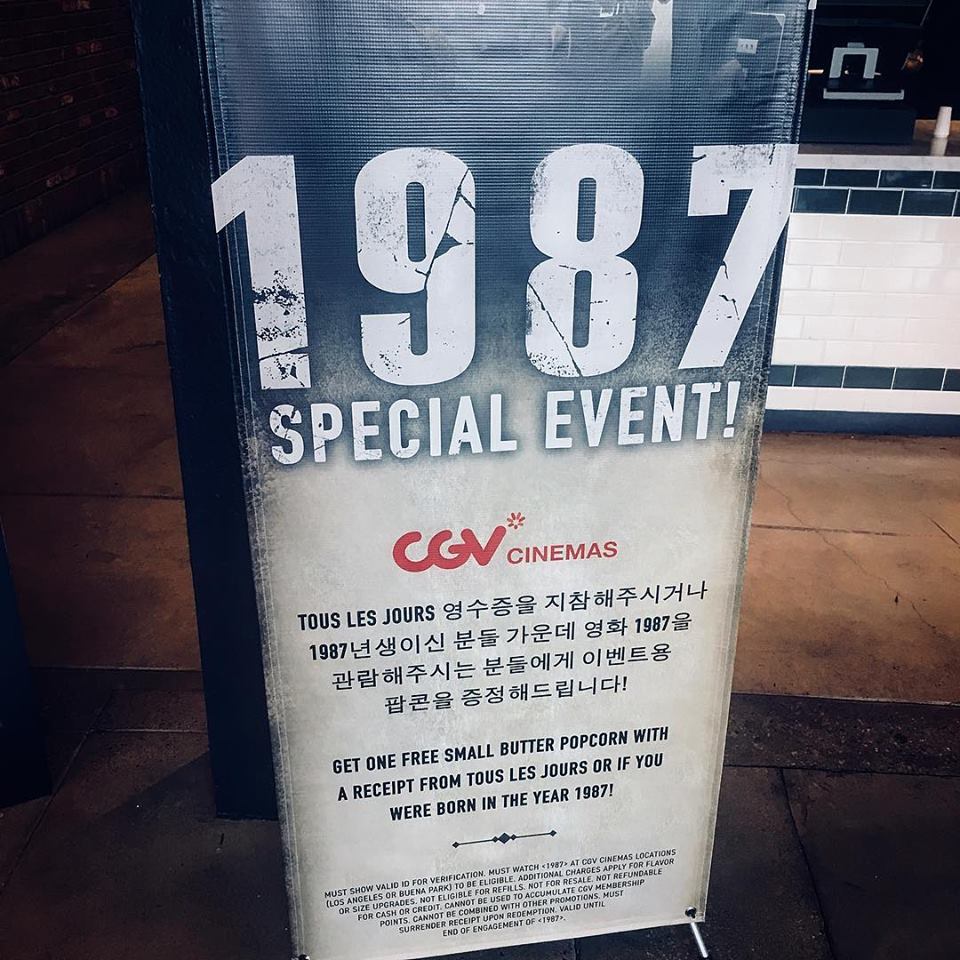 1987
SPECIAL EVENT!
CGV CINEMAS
TOUS LES JOURS 영수증을 지참해주시거나
1987년생이신 분들 가운데 영화 1987을
관람해주시는 분들에게 이벤트용
팝콘을 증정해드립니다!
GET ONE FREE SMALL BUTTER POPCORN WITH
A RECEIPT FROM TOUS LES JOURS OR IF YOU
WERE BORN IN THE YEAR 1987!
MUST SHOW VALID ID FOR VERIFICATION. MUST WATCH <1987> AT CGV CINEMAS LOCATIONS
(LOS ANGELES OR BUENA PARK) TO BE ELIGIBLE. ADDITIONAL CHARGES APPLY FOR FLAVOR
OR SIZE UPGRADES. NOT ELIGIBLE FOR REFILLS. NOT FOR RESALE. NOT REFUNDABLE
FOR CASH OR CREDIT. CANNOT BE USED TO ACCUMULATE CGV MEMBERSHIP
POINTS. CANNOT BE COMBINED WITH OTHER PROMOTIONS. MUST
SURRENDER RECEIPT UPON REDEMPTION. VALID UNTIL
END OF ENGAGEMENT OF <1987>.